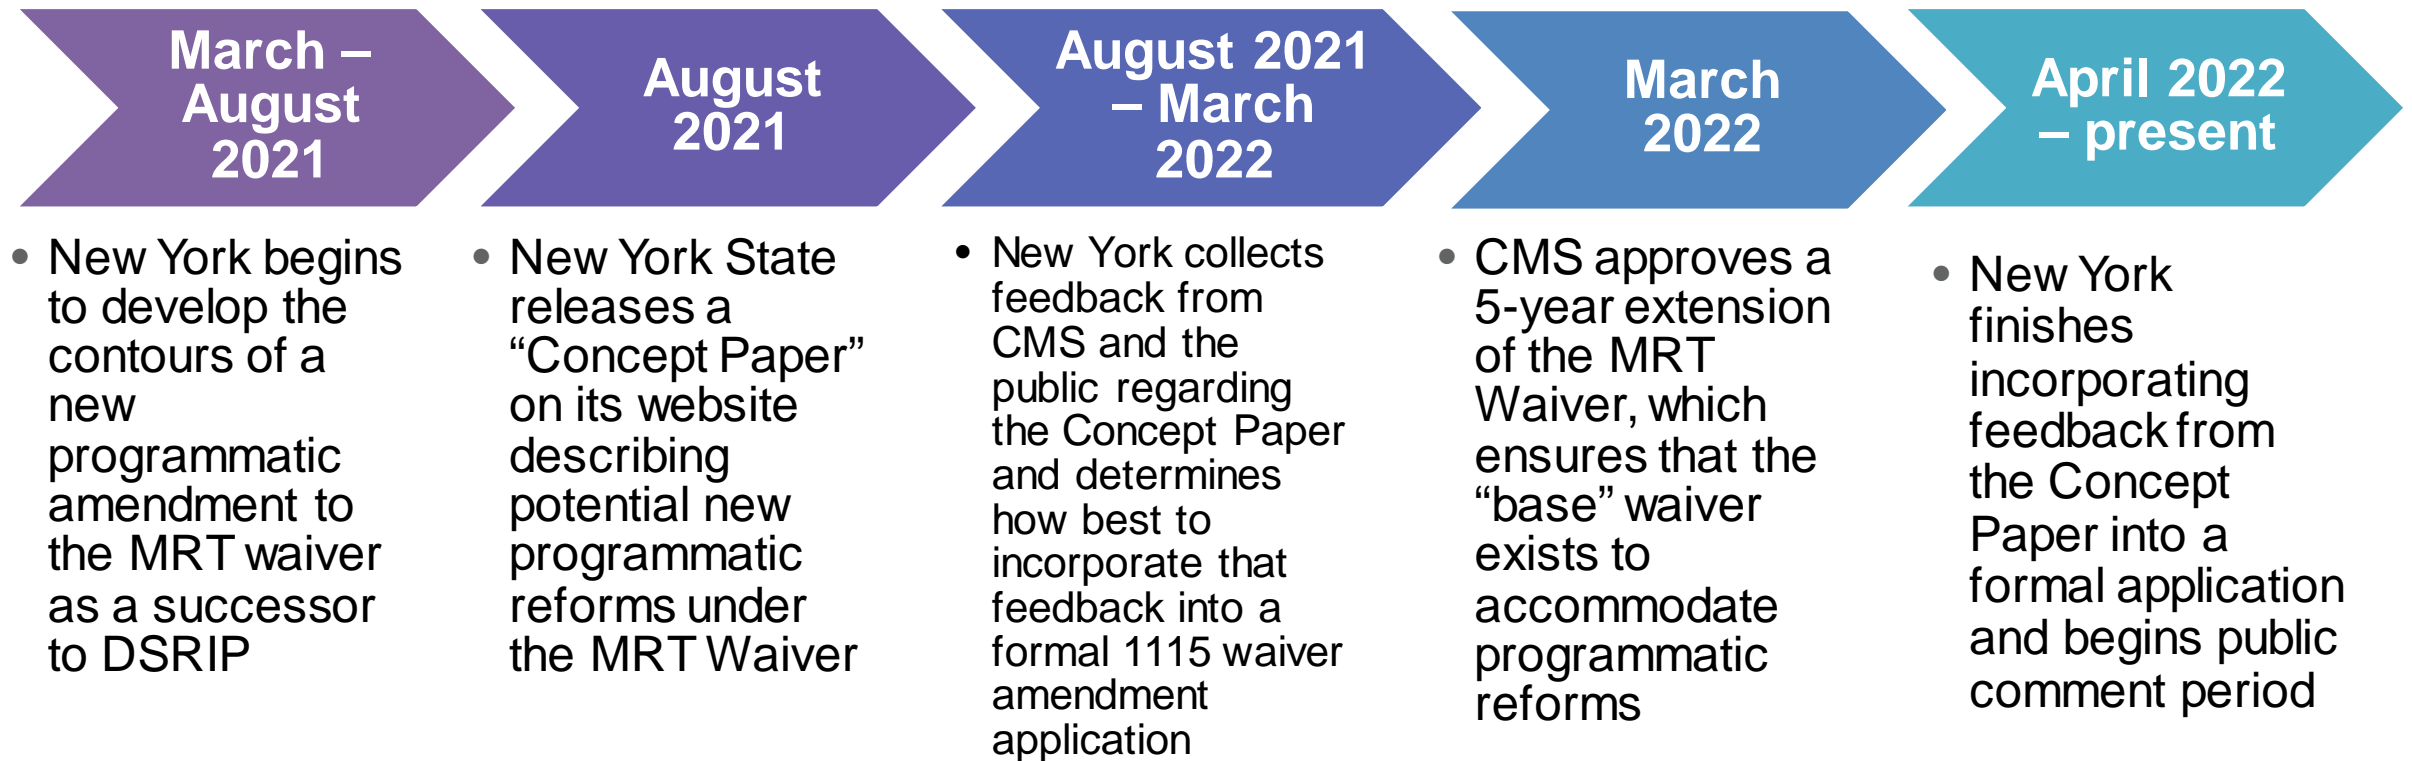 March –
August
2021
• New York begins
to develop the
contours of a
new
programmatic
amendment to
the MRT waiver
as a successor
to DSRIP
August
2021
• New York State
releases a
“Concept Paper”
on its website
describing
potential new
programmatic
reforms under
the MRT Waiver
August 2021
– March
2022
• New York collects
feedback from
CMS and the
public regarding
the Concept Paper
and determines
how best to
incorporate that
feedback into a
formal 1115 waiver
amendment
application
March
2022
• CMS approves a
5-year extension
of the MRT
Waiver, which
ensures that the
“base” waiver
exists to
accommodate
programmatic
reforms
April 2022
– present
• New York
finishes
incorporating
feedback from
the Concept
Paper into a
formal application
and begins public
comment period